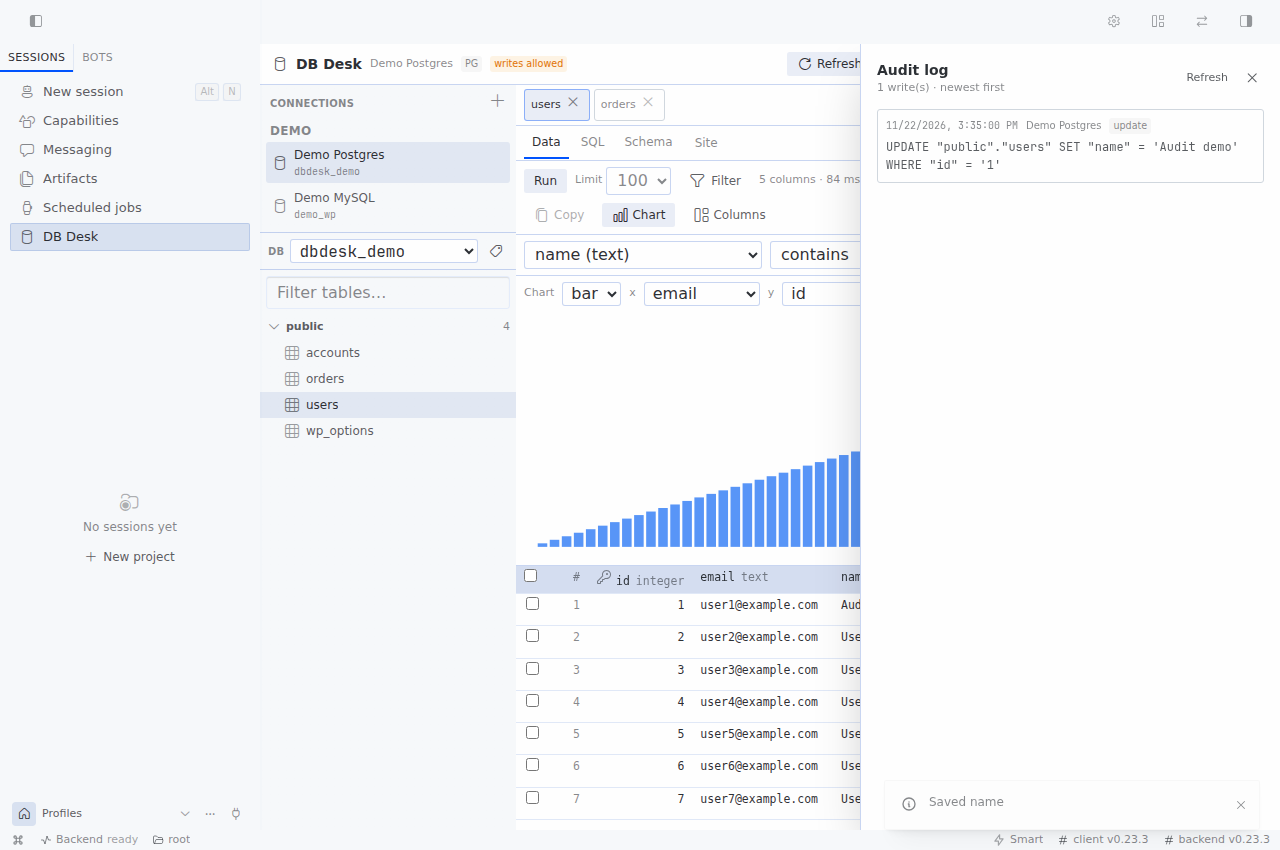 SESSIONS
BOTS
New session
Alt N
Capabilities
Messaging
Artifacts
Scheduled jobs
DB Desk
No sessions yet
New project
Profiles
DB Desk Demo Postgres PG writes allowed
Refresh
CONNECTIONS
DEMO
Demo Postgres
dbdesk_demo
Demo MySQL
demo_wp
DB dbdesk_demo
Filter tables...
public 4
accounts
orders
users
wp_options
users
orders
Data SQL Schema Site
Run Limit 100 Filter 5 columns · 84 ms
Copy Chart Columns
name (text) contains
Chart bar x email y id
# id integer email text
1 1 user1@example.com
2 2 user2@example.com
3 3 user3@example.com
4 4 user4@example.com
5 5 user5@example.com
6 6 user6@example.com
7 7 user7@example.com
Audit log
1 write(s) · newest first
Refresh
11/22/2026, 3:35:00 PM Demo Postgres update
UPDATE "public"."users" SET "name" = 'Audit demo'
WHERE "id" = '1'
Saved name
Backend ready root
Smart # client v0.23.3 # backend v0.23.3